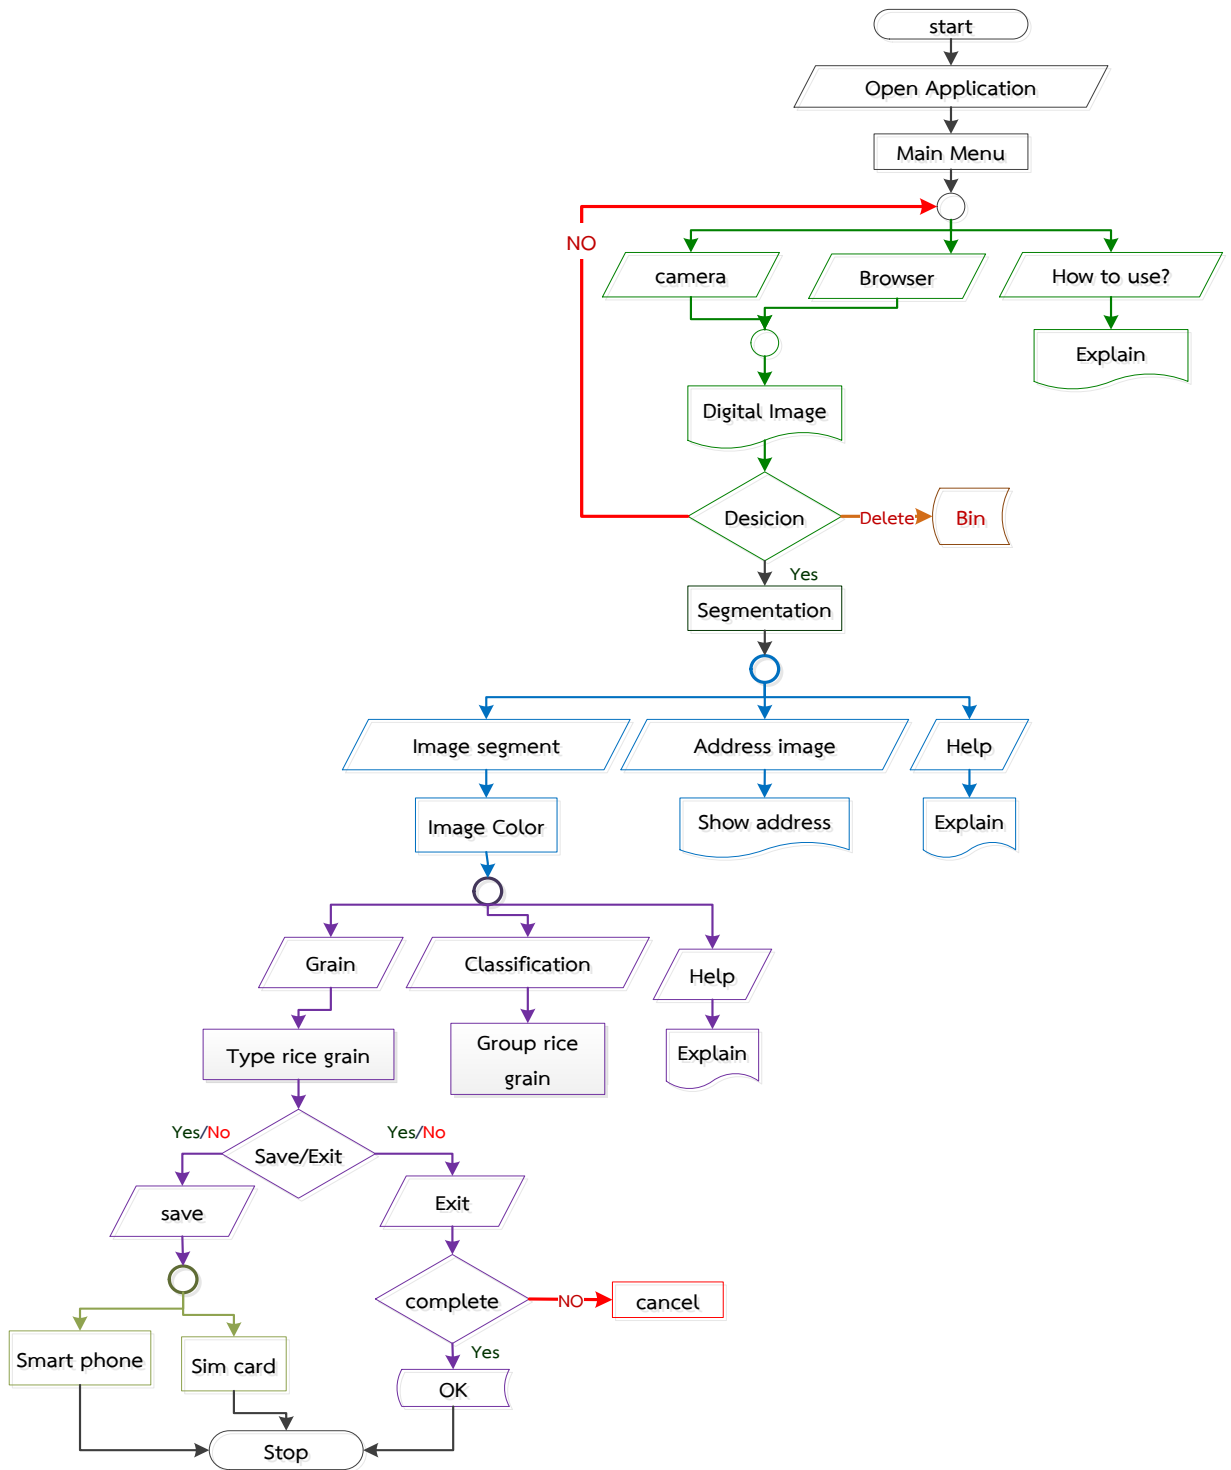 start
Open Application
Main Menu
NO
camera
Browser
How to use?
Explain
Digital Image
Desicion
Delete
Bin
Yes
Segmentation
Image segment
Address image
Help
Image Color
Show address
Explain
Grain
Classification
Help
Type rice grain
Group rice
grain
Explain
Yes/No
Yes/No
Save/Exit
save
Exit
complete
NO
cancel
Smart phone
Sim card
Yes
OK
Stop